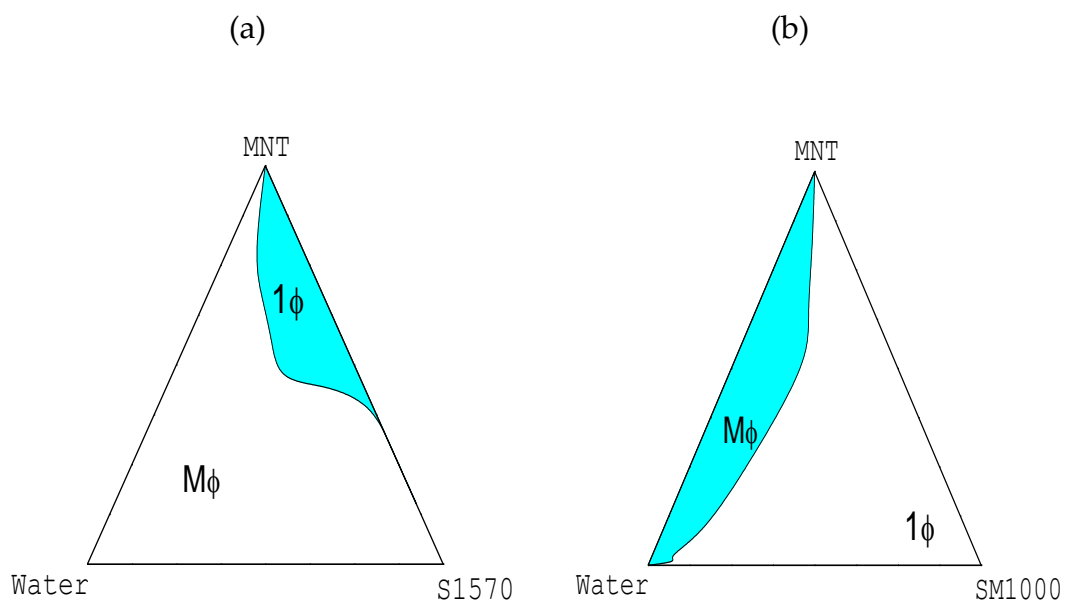 (a)
(b)
MNT
MNT
1ϕ
Mϕ
Mϕ
1ϕ
Water
S1570
Water
SM1000